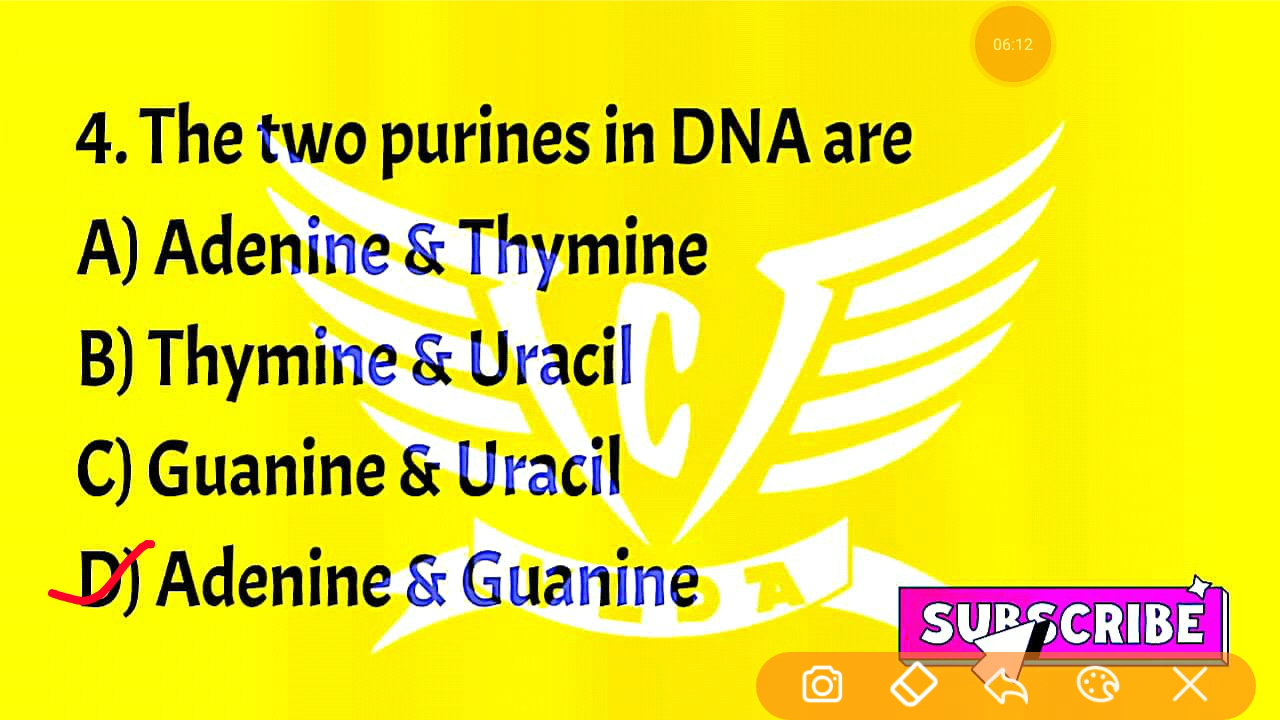 06:12
4. The two purines in DNA are
A) Adenine & Thymine
B) Thymine & Uracil
C) Guanine & Uracil
D) Adenine & Guanine
SUBSCRIBE